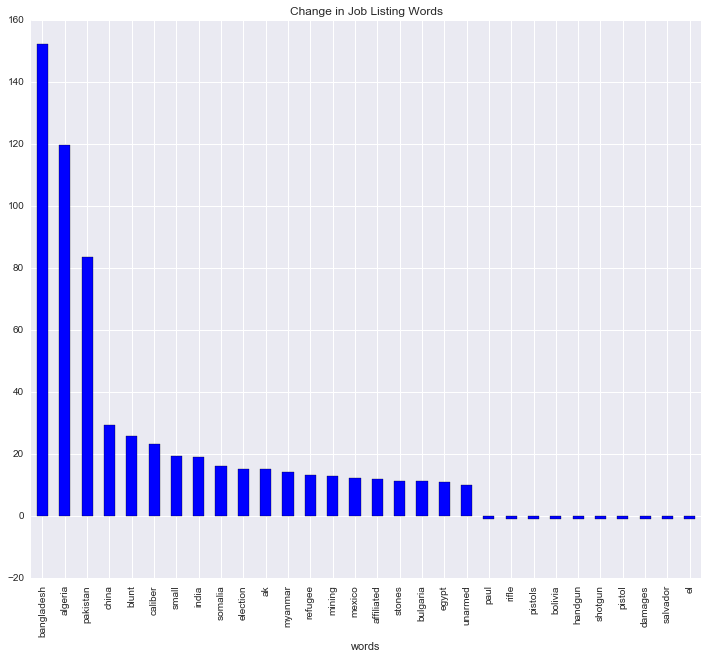 Change in Job Listing Words
160
140
120
100
80
60
40
20
0
−20
bangladesh
algeria
pakistan
china
blunt
caliber
small
india
somalia
election
ak
myanmar
refugee
mining
mexico
affiliated
stones
bulgaria
egypt
unarmed
paul
rifle
pistols
bolivia
handgun
shotgun
pistol
damages
salvador
el
words